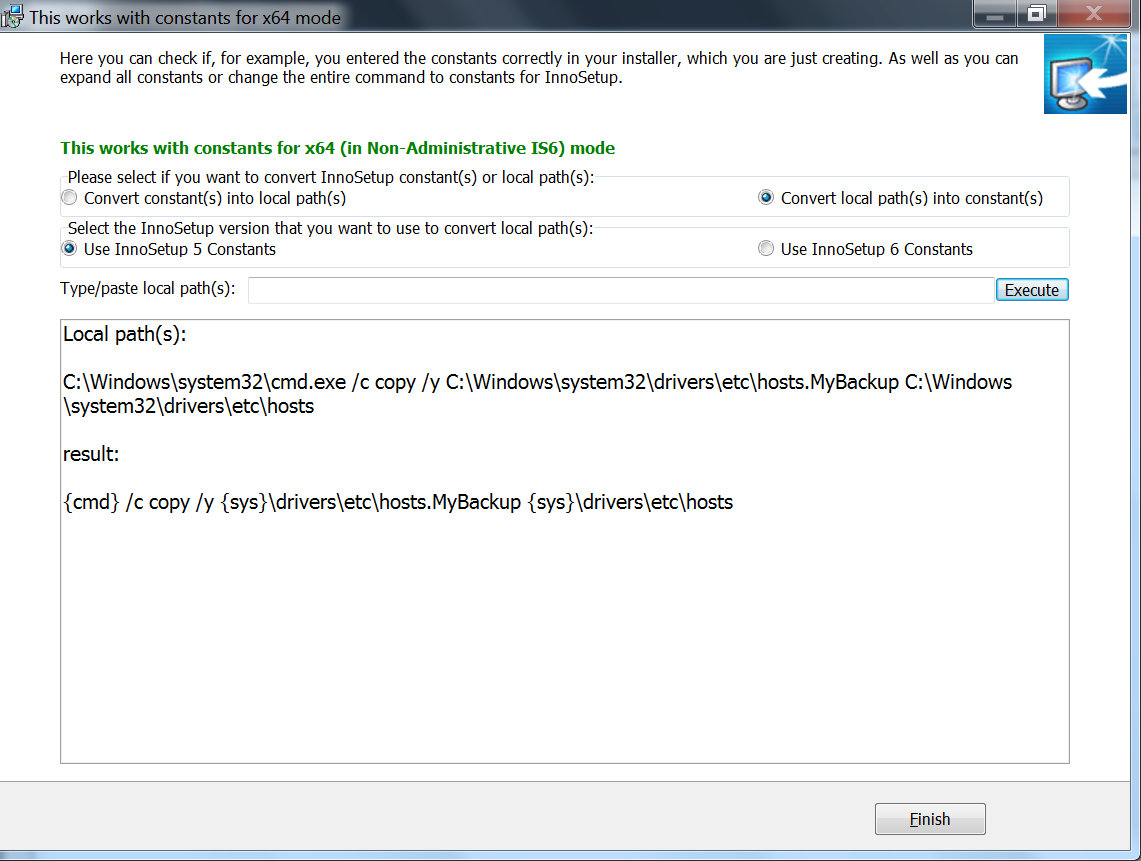 This works with constants for x64 mode
Here you can check if, for example, you entered the constants correctly in your installer, which you are just creating. As well as you can
expand all constants or change the entire command to constants for InnoSetup.
This works with constants for x64 (in Non-Administrative IS6) mode
Please select if you want to convert InnoSetup constant(s) or local path(s):
Convert constant(s) into local path(s)
Convert local path(s) into constant(s)
Select the InnoSetup version that you want to use to convert local path(s):
Use InnoSetup 5 Constants
Use InnoSetup 6 Constants
Type/paste local path(s):
Execute
Local path(s):
C:\Windows\system32\cmd.exe /c copy /y C:\Windows\system32\drivers\etc\hosts.MyBackup C:\Windows
\system32\drivers\etc\hosts
result:
{cmd} /c copy /y {sys}\drivers\etc\hosts.MyBackup {sys}\drivers\etc\hosts
Finish